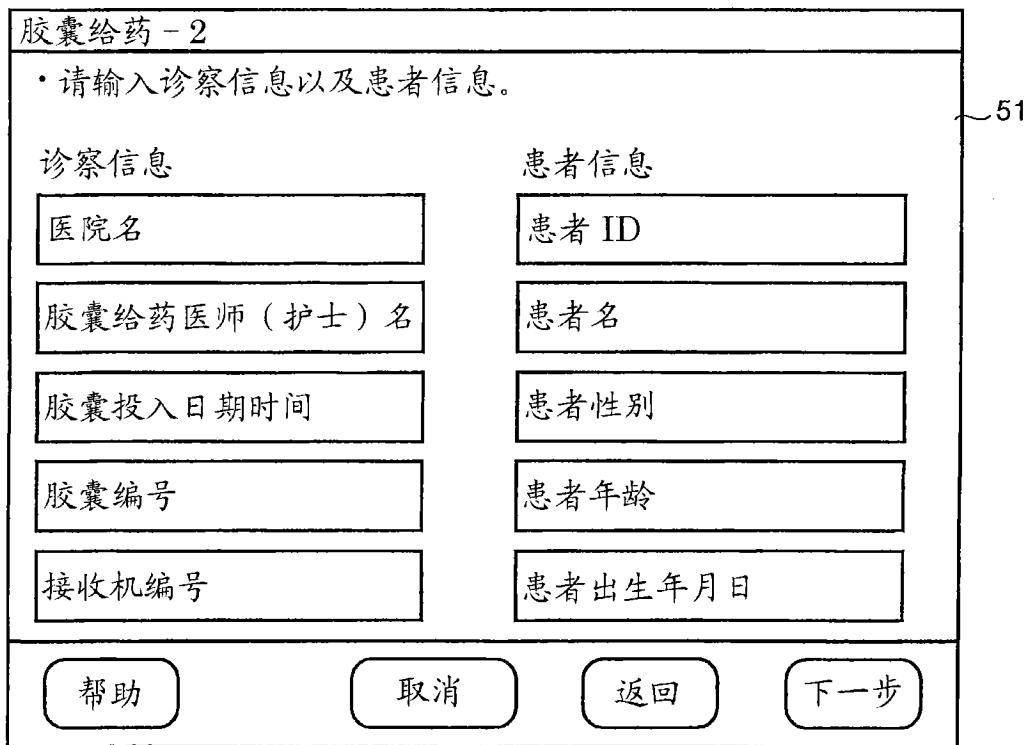 胶囊给药－2
·请输入诊察信息以及患者信息。
51
诊察信息
患者信息
医院名
患者 ID
胶囊给药医师（护士）名
患者名
胶囊投入日期时间
患者性别
胶囊编号
患者年龄
接收机编号
患者出生年月日
帮助
取消
返回
下一步